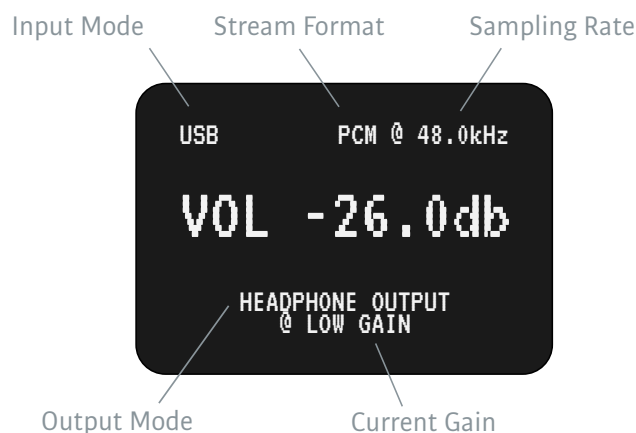 Input Mode Stream Format Sampling Rate
USB PCM @ 48.0kHz
VOL -26.0db
HEADPHONE OUTPUT
@ LOW GAIN
Output Mode Current Gain